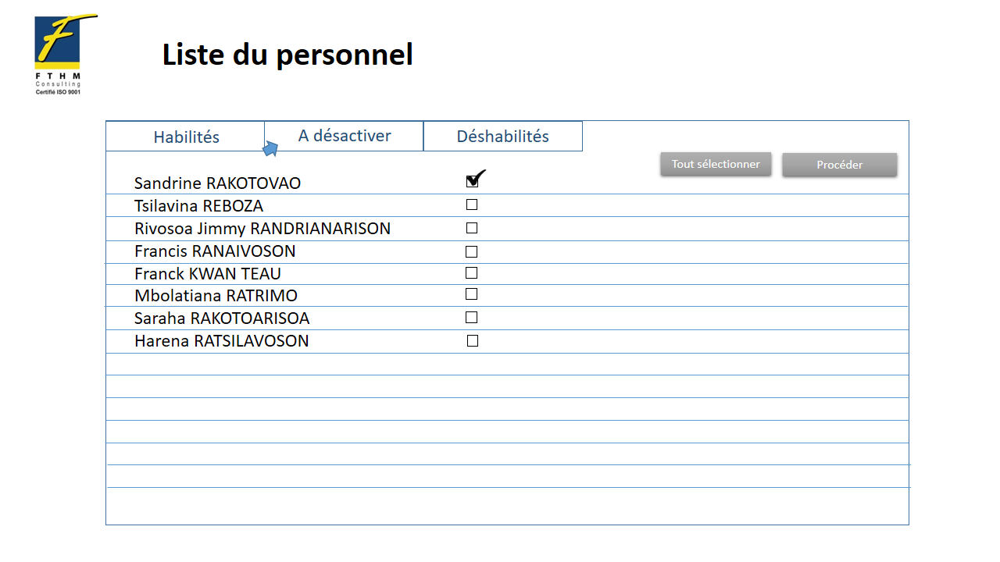 F T H M
Consulting
Certifié ISO 9001
Liste du personnel
Habilités
A désactiver
Déshabilités
Tout sélectionner
Procéder
Sandrine RAKOTOVAO
Tsilavina REBOZA
Rivosoa Jimmy RANDRIANARISON
Francis RANAIVOSON
Franck KWAN TEAU
Mbolatiana RATRIMO
Saraha RAKOTOARISOA
Harena RATSILAVOSON